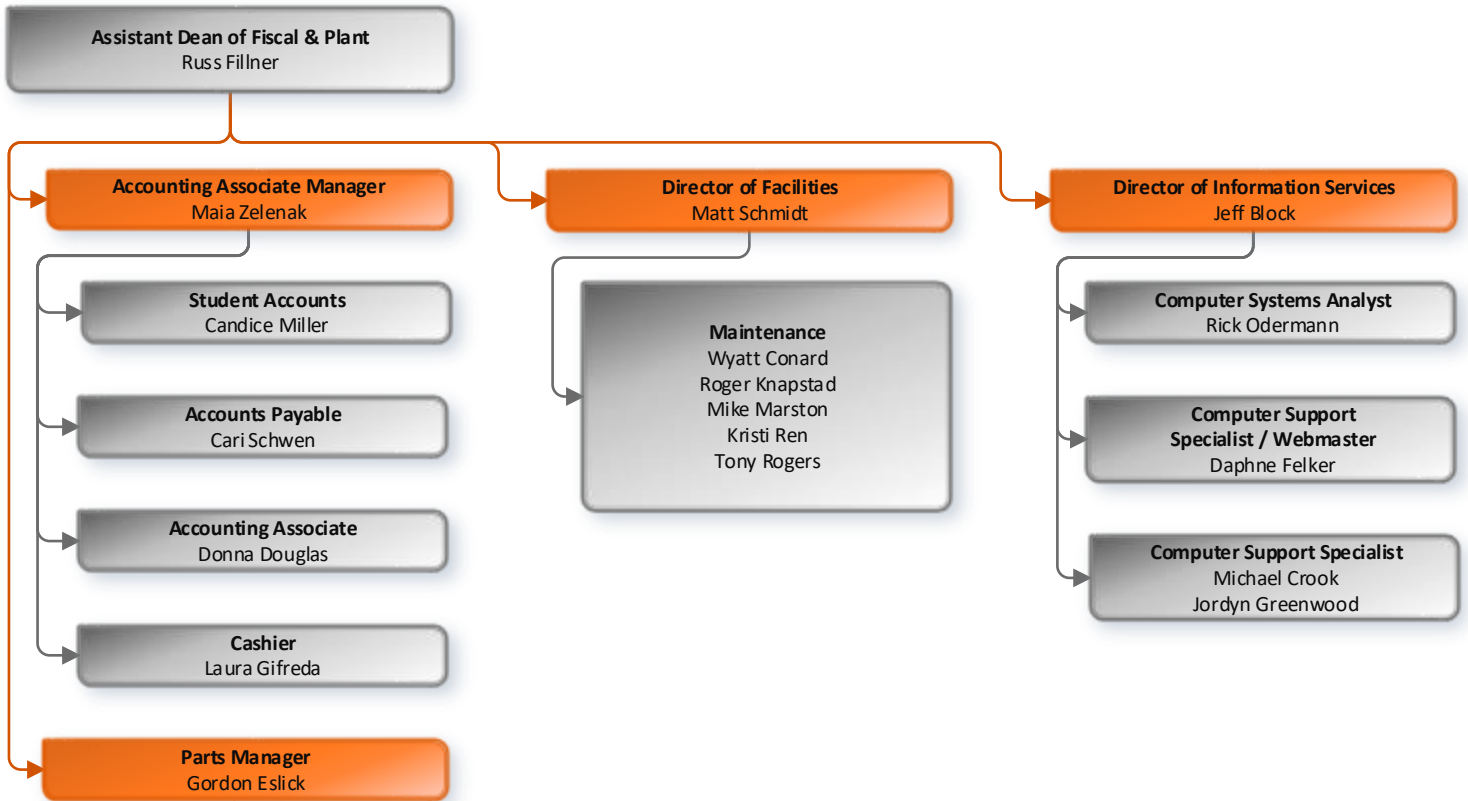 Assistant Dean of Fiscal & Plant
Russ Fillner
Accounting Associate Manager
Maia Zelenak
Student Accounts
Candice Miller
Accounts Payable
Cari Schwen
Accounting Associate
Donna Douglas
Cashier
Laura Gifreda
Parts Manager
Gordon Eslick
Director of Facilities
Matt Schmidt
Maintenance
Wyatt Conard
Roger Knapstad
Mike Marston
Kristi Ren
Tony Rogers
Director of Information Services
Jeff Block
Computer Systems Analyst
Rick Odermann
Computer Support
Specialist / Webmaster
Daphne Felker
Computer Support Specialist
Michael Crook
Jordyn Greenwood